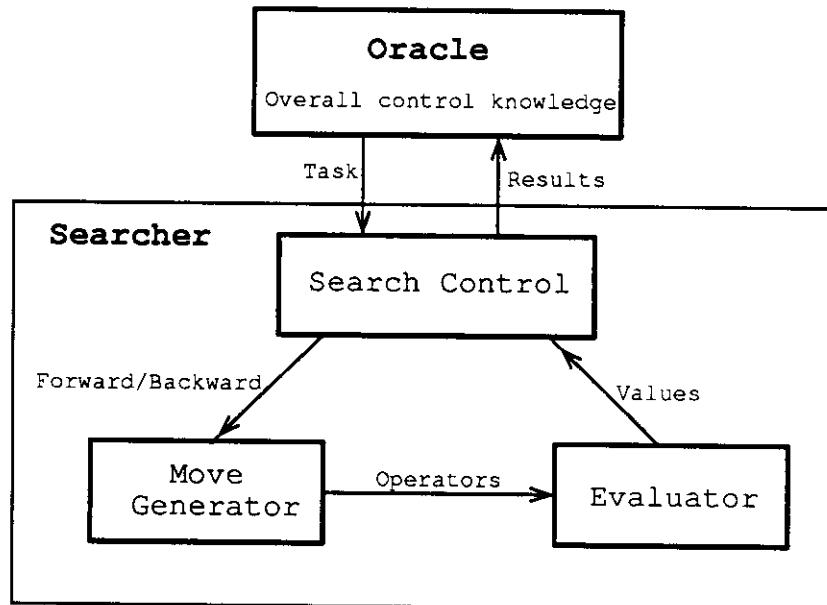 Oracle
Overall control knowledge
Task
Results
Searcher
Search Control
Forward/Backward
Values
Move
Generator
Operators
Evaluator